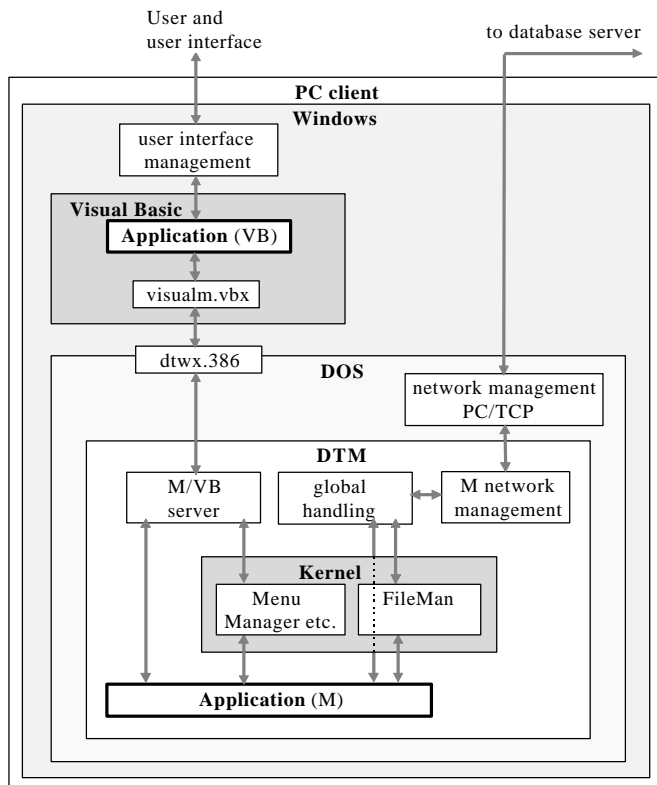 User and
user interface
to database server
PC client
Windows
user interface
management
Visual Basic
Application (VB)
visualm.vbx
dtwx.386
DOS
network management
PC/TCP
DTM
M/VB
server
global
handling
M network
management
Kernel
Menu
Manager etc.
FileMan
Application (M)